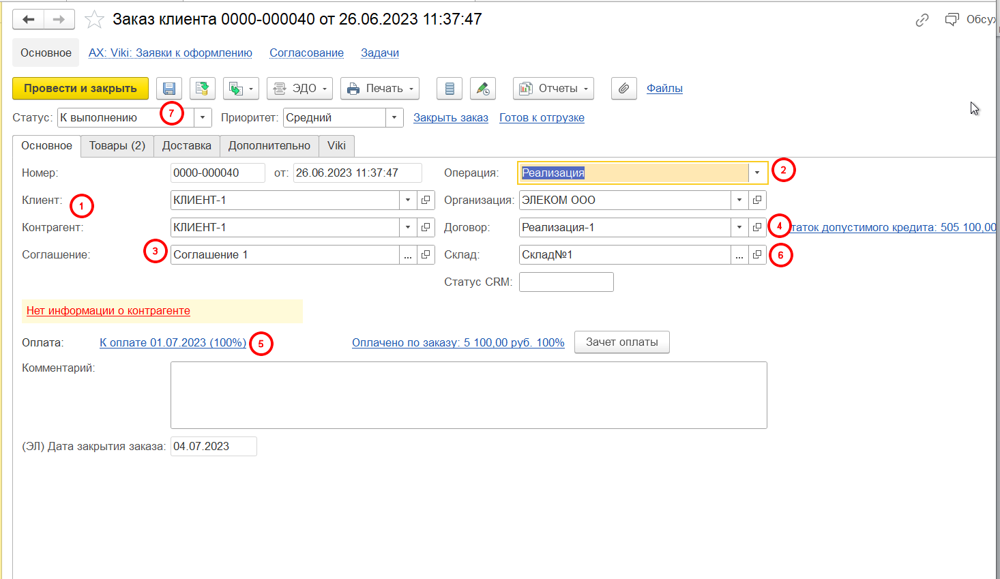 Заказ клиента 0000-000040 от 26.06.2023 11:37:47
Обсуж
Основное АХ: Viki: Заявки к оформлению Согласование Задачи
Провести и закрыть ЭДО Печать Отчеты Файлы
7
Статус: К выполнению Приоритет: Средний Закрыть заказ Готов к отгрузке
Основное Товары (2) Доставка Дополнительно Viki
Номер: 0000-000040 от: 26.06.2023 11:37:47 Операция: Реализация 2
Клиент: 1 КЛИЕНТ-1 Организация: ЭЛЕКОМ ООО
Контрагент: КЛИЕНТ-1 Договор: Реализация-1 4 таток допустимого кредита: 505 100,00
Соглашение: 3 Соглашение 1 ... Склад: Склад№1 ... 6
Статус CRM:
Нет информации о контрагенте
Оплата: К оплате 01.07.2023 (100%) 5 Оплачено по заказу: 5 100,00 руб. 100% Зачет оплаты
Комментарий:
(ЭЛ) Дата закрытия заказа: 04.07.2023